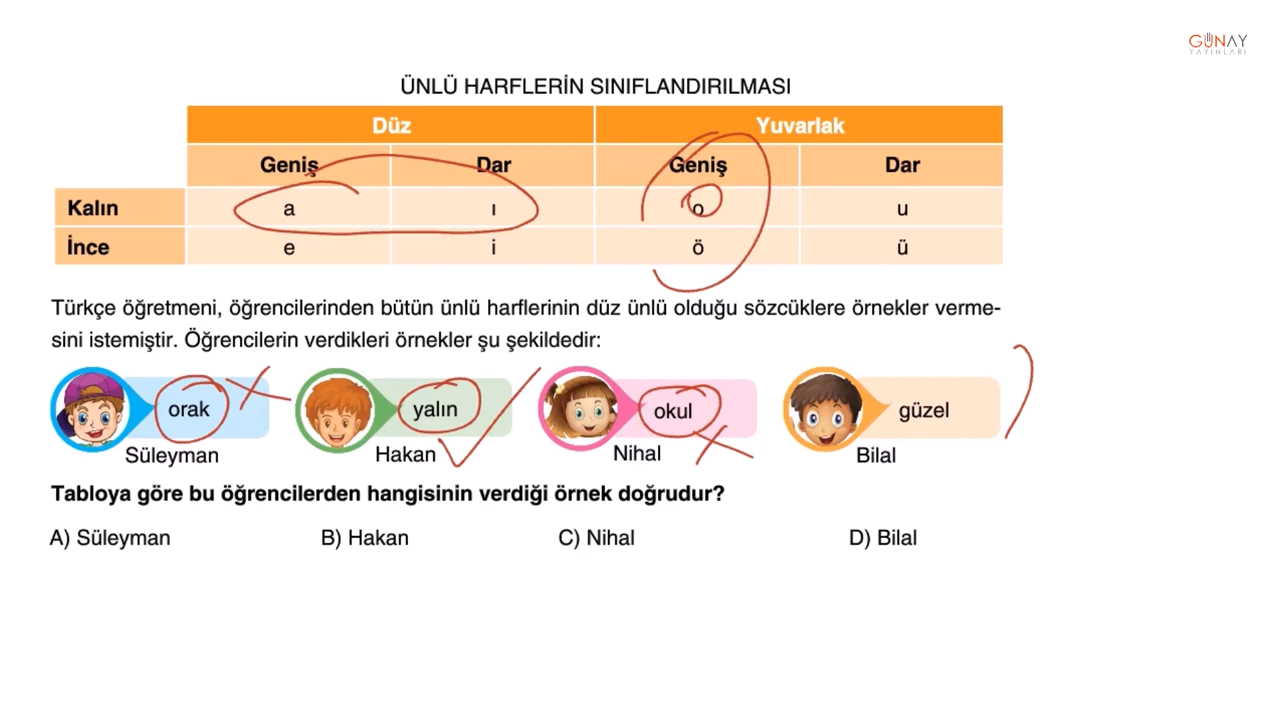 GÜNAY
YAYINLARI
ÜNLÜ HARFLERİN SINIFLANDIRILMASI
Düz Yuvarlak
Geniş Dar Geniş Dar
Kalın a ı o u
İnce e i ö ü
Türkçe öğretmeni, öğrencilerinden bütün ünlü harflerinin düz ünlü olduğu sözcüklere örnekler verme-
sini istemiştir. Öğrencilerin verdikleri örnekler şu şekildedir:
orak yalın okul güzel
Süleyman Hakan Nihal Bilal
Tabloya göre bu öğrencilerden hangisinin verdiği örnek doğrudur?
A) Süleyman B) Hakan C) Nihal D) Bilal